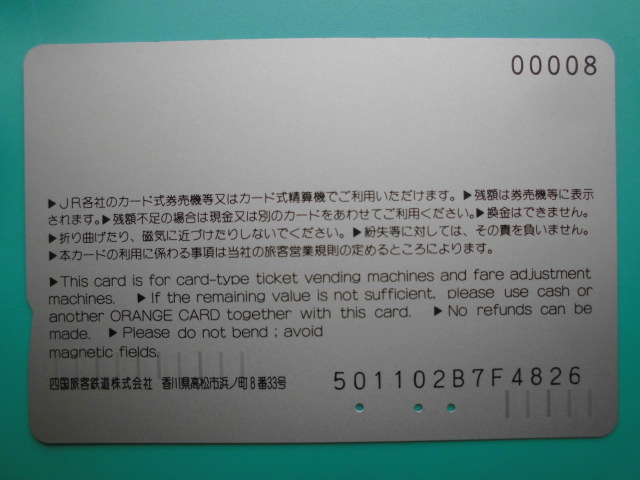 00008
▶JR各社のカード式券売機等又はカード式精算機でご利用いただけます。▶残額は券売機等に表示
されます。▶残額不足の場合は現金又は別のカードをあわせてご利用ください。▶換金はできません。
▶折り曲げたり、磁気に近づけたりしないでください。▶紛失等に対しては、その責を負いません。
▶本カードの利用に係わる事項は当社の旅客営業規則の定めるところによります。
▶This card is for card-type ticket vending machines and fare adjustment
machines. ▶If the remaining value is not sufficient, please use cash or
another ORANGE CARD together with this card. ▶No refunds can be
made. ▶Please do not bend; avoid
magnetic fields.
四国旅客鉄道株式会社 香川県高松市浜ノ町8番33号
501102B7F4826